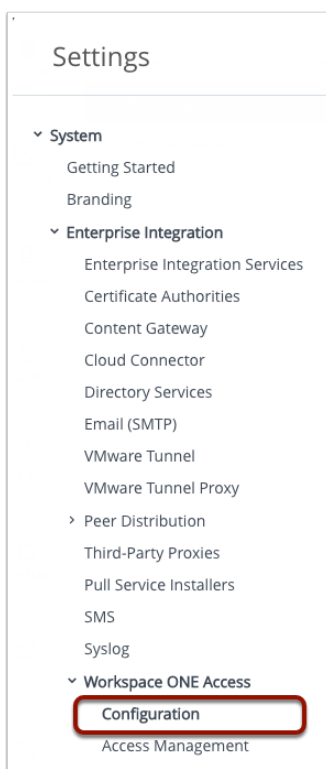 Settings
System
Getting Started
Branding
Enterprise Integration
Enterprise Integration Services
Certificate Authorities
Content Gateway
Cloud Connector
Directory Services
Email (SMTP)
VMware Tunnel
VMware Tunnel Proxy
Peer Distribution
Third-Party Proxies
Pull Service Installers
SMS
Syslog
Workspace ONE Access
Configuration
Access Management